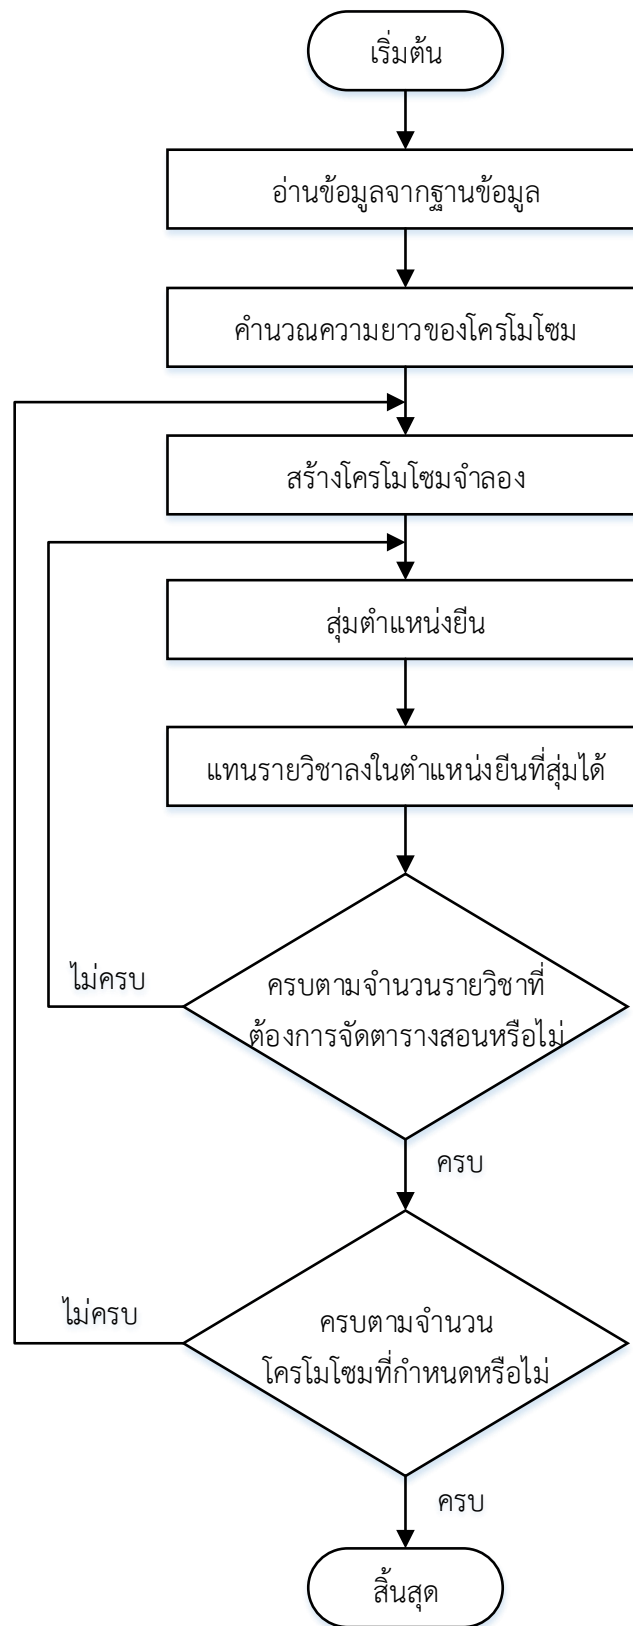 เริ่มต้น
อ่านข้อมูลจากฐานข้อมูล
คำนวณความยาวของโครโมโซม
สร้างโครโมโซมจำลอง
สุ่มตำแหน่งยีน
แทนรายวิชาลงในตำแหน่งยีนที่สุ่มได้
ไม่ครบ
ครบตามจำนวนรายวิชาที่
ต้องการจัดตารางสอนหรือไม่
ครบ
ไม่ครบ
ครบตามจำนวน
โครโมโซมที่กำหนดหรือไม่
ครบ
สิ้นสุด